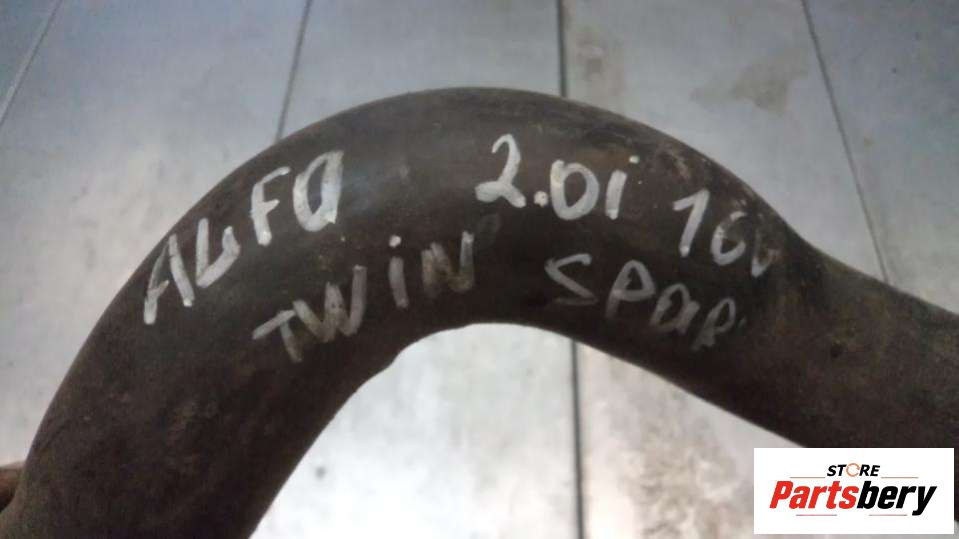 ALFA 2.0i 16V
TWiN SPAR
STORE
Partsbery